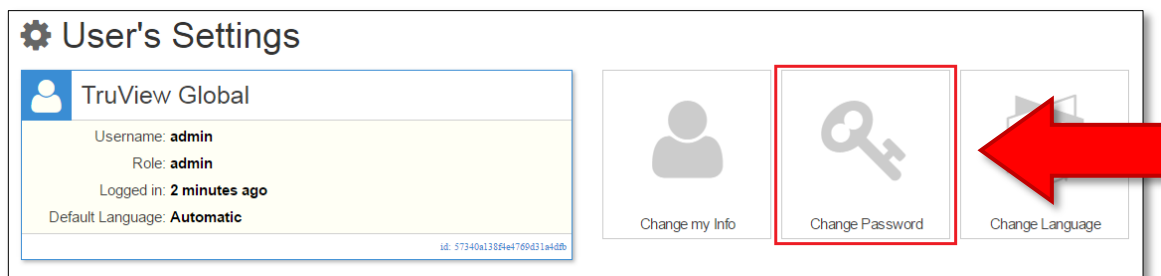 User's Settings
TruView Global
Username: admin
Role: admin
Logged in: 2 minutes ago
Default Language: Automatic
id: 57340a138f4e4769d31a4dfb
Change my Info
Change Password
Change Language